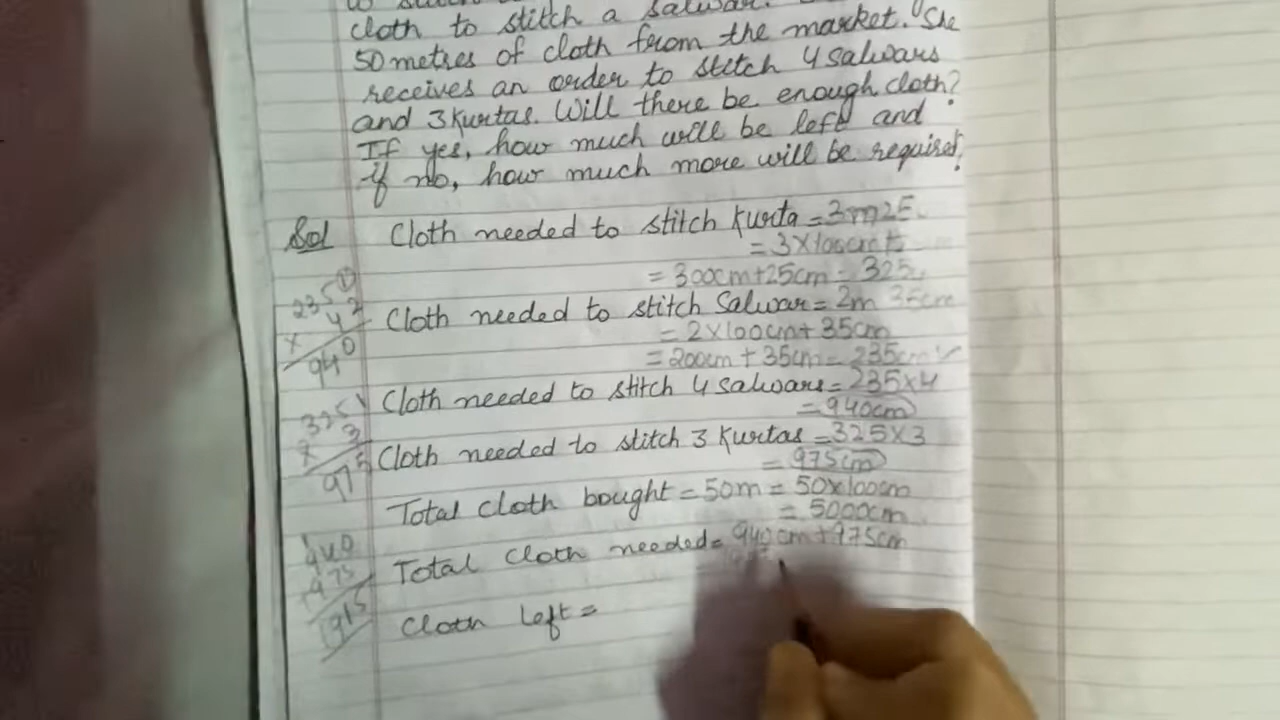 cloth to stitch a salwar.
50 metres of cloth from the market. She
receives an order to stitch 4 salwars
and 3 Kurtas. Will there be enough cloth?
If yes, how much will be left and
if no, how much more will be required?
Sol Cloth needed to stitch Kurta = 3m25
= 3×100cm+
= 300cm+25cm = 325
Cloth needed to stitch Salwar = 2m 35cm
= 2×100cm+ 35cm
= 200cm + 35cm = 235cm
Cloth needed to stitch 4 salwars = 235×4
= 940cm
Cloth needed to stitch 3 Kurtas = 325×3
= 975cm
Total cloth bought = 50m = 50×100cm
= 5000cm
Total cloth needed = 940cm+975cm
Cloth left =
235
× 4
940
325
× 3
975
940
+975
1915